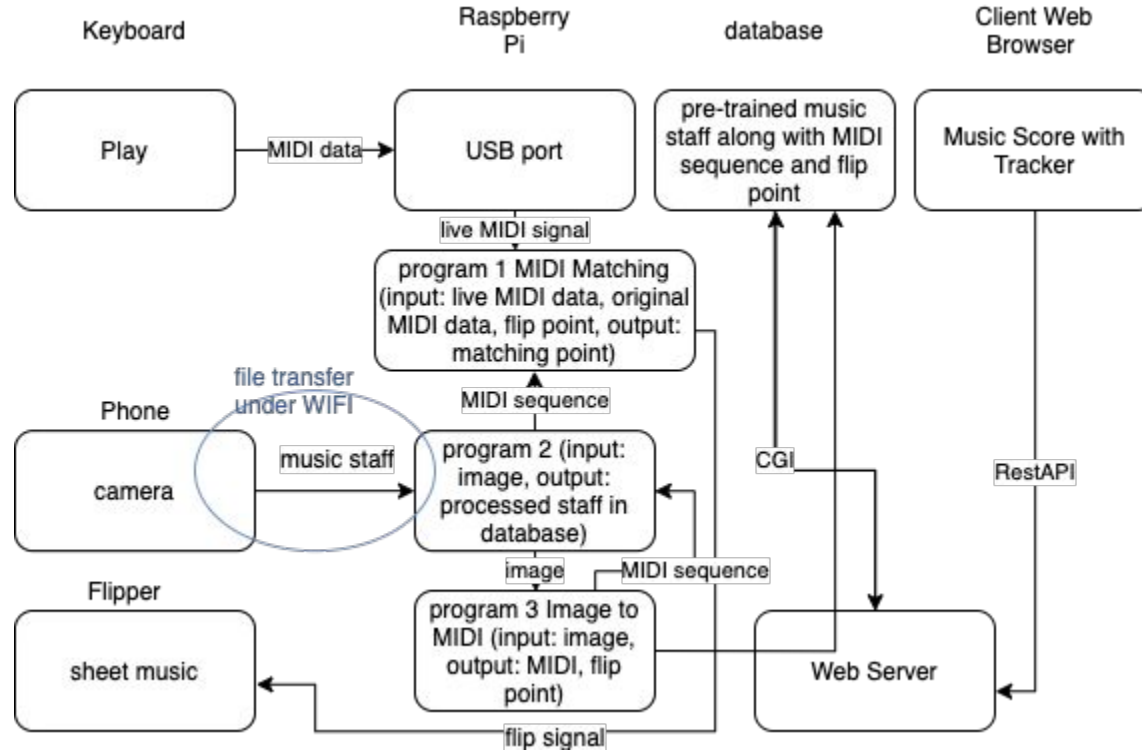 Keyboard
Raspberry
Pi
database
Client Web
Browser
Play
MIDI data
USB port
pre-trained music
staff along with MIDI
sequence and flip
point
Music Score with
Tracker
live MIDI signal
program 1 MIDI Matching
(input: live MIDI data, original
MIDI data, flip point, output:
matching point)
file transfer
under WIFI
MIDI sequence
Phone
camera
music staff
program 2 (input:
image, output:
processed staff in
database)
CGI
RestAPI
image
MIDI sequence
Flipper
sheet music
program 3 Image to
MIDI (input: image,
output: MIDI, flip
point)
Web Server
flip signal